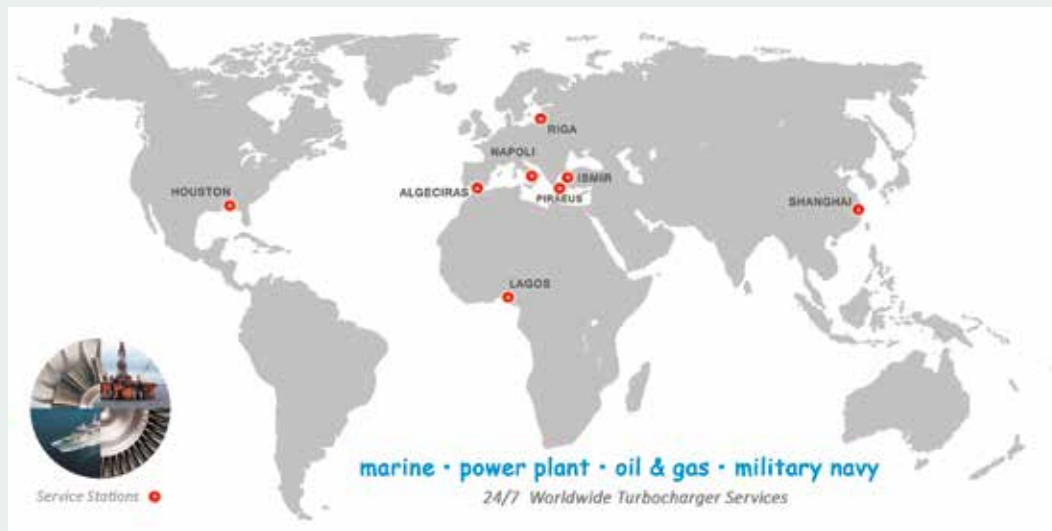 RIGA
NAPOLI
ISMIR
HOUSTON
ALGECIRAS
PIRAEUS
SHANGHAI
LAGOS
marine • power plant • oil & gas • military navy
Service Stations
24/7 Worldwide Turbocharger Services